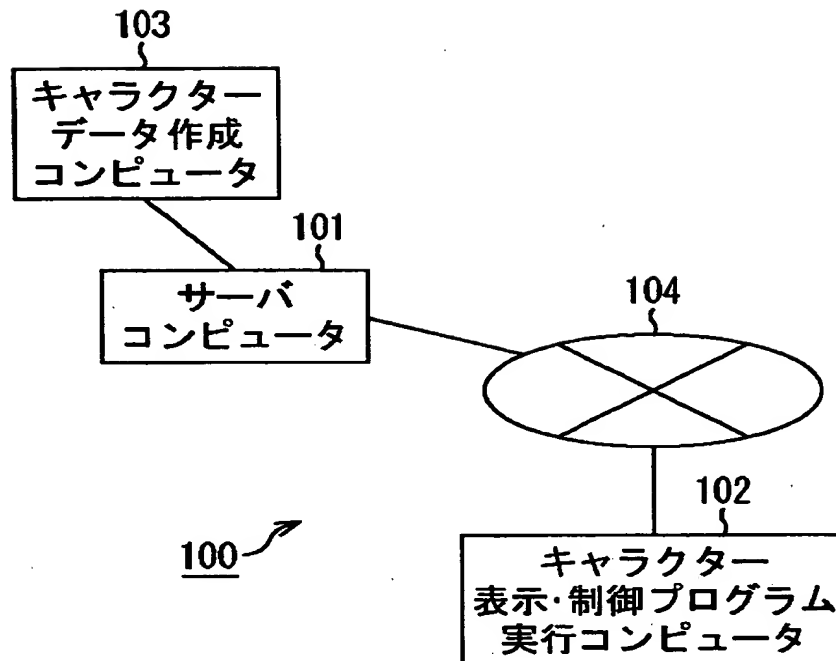 103
キャラクター
データ作成
コンピュータ
101
サーバ
コンピュータ
104
102
キャラクター
表示・制御プログラム
実行コンピュータ
100